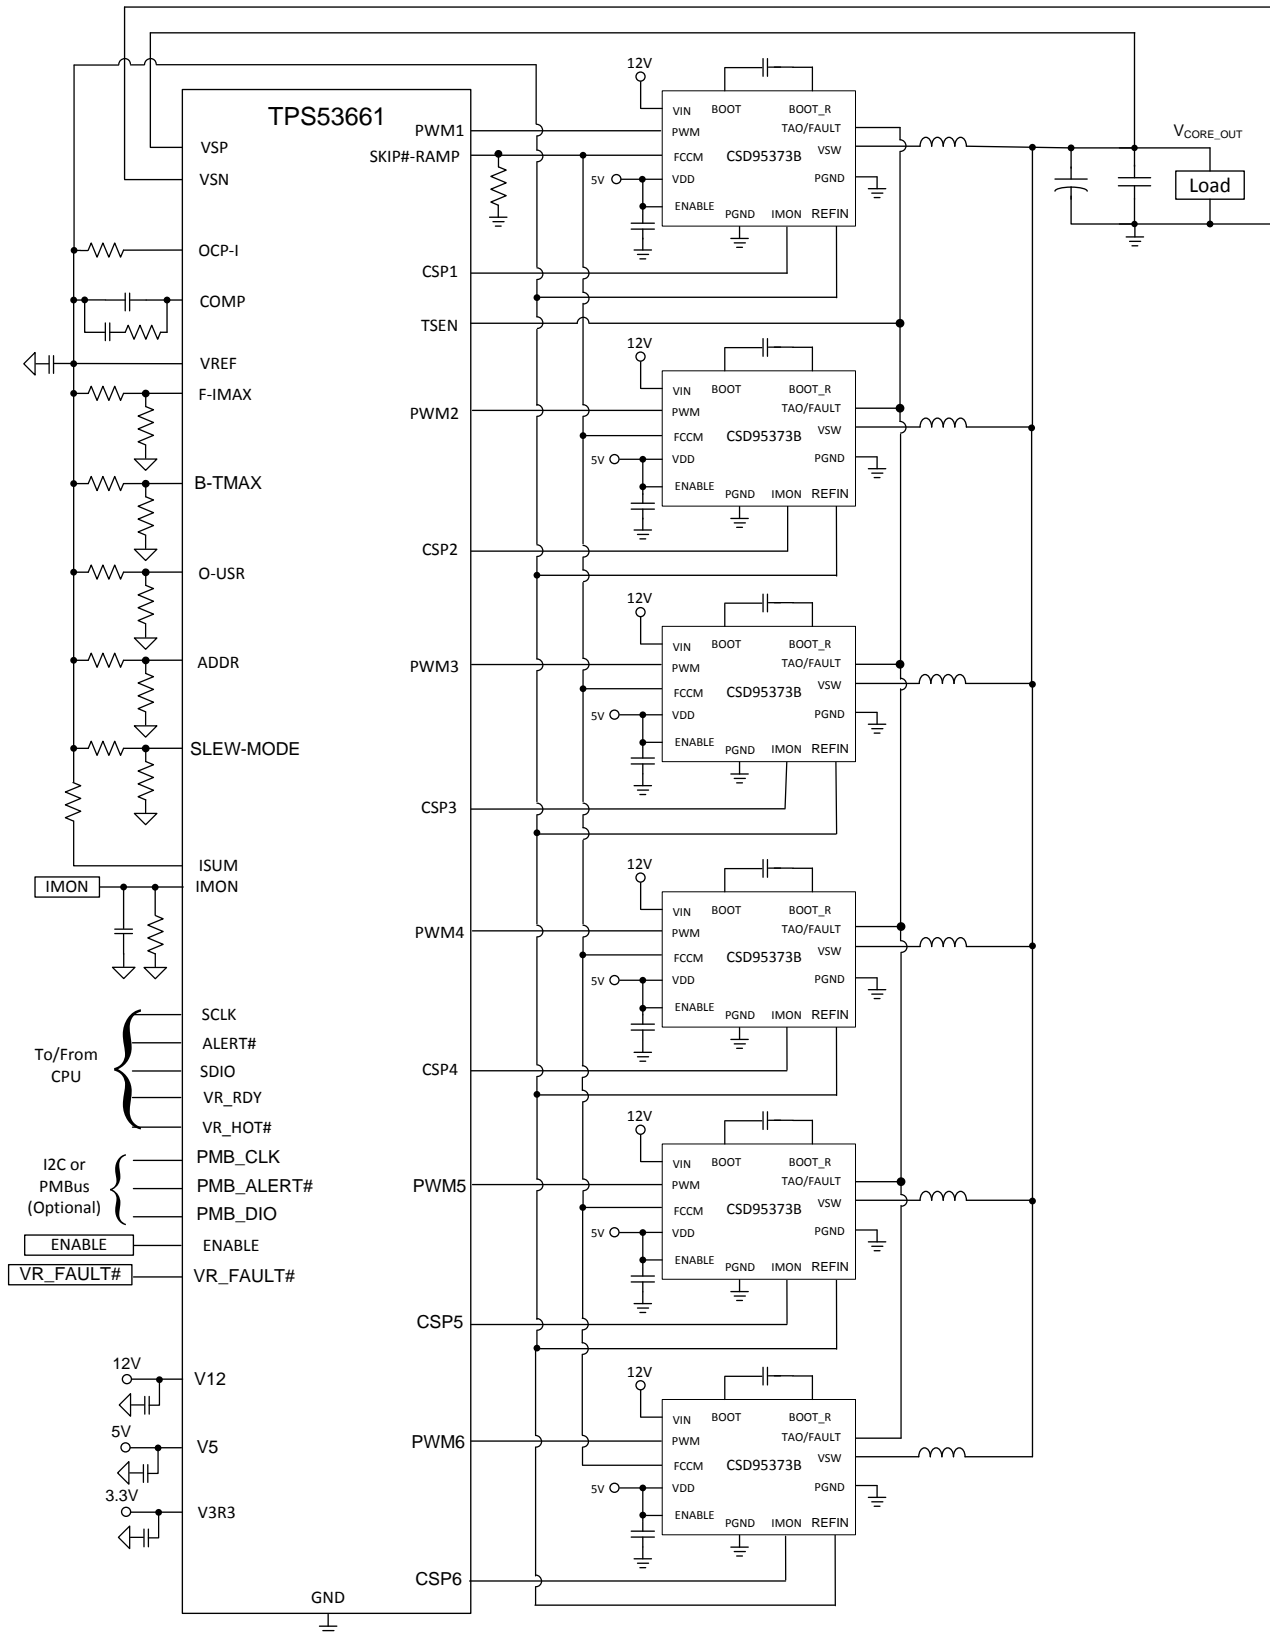 TPS53661
VSP
VSN
OCP-I
COMP
VREF
F-IMAX
B-TMAX
O-USR
ADDR
SLEW-MODE
ISUM
IMON
IMON
To/From
CPU
SCLK
ALERT#
SDIO
VR_RDY
VR_HOT#
I2C or
PMBus
(Optional)
PMB_CLK
PMB_ALERT#
PMB_DIO
ENABLE
ENABLE
VR_FAULT#
VR_FAULT#
12V
V12
5V
V5
3.3V
V3R3
GND
PWM1
SKIP#-RAMP
CSP1
TSEN
PWM2
CSP2
PWM3
CSP3
PWM4
CSP4
PWM5
CSP5
PWM6
CSP6
12V
VIN
BOOT
BOOT_R
PWM
TAO/FAULT
FCCM
CSD95373B
VSW
5V
VDD
PGND
ENABLE
PGND
IMON
REFIN
12V
VIN
BOOT
BOOT_R
PWM
TAO/FAULT
FCCM
CSD95373B
VSW
5V
VDD
PGND
ENABLE
PGND
IMON
REFIN
12V
VIN
BOOT
BOOT_R
PWM
TAO/FAULT
FCCM
CSD95373B
VSW
5V
VDD
PGND
ENABLE
PGND
IMON
REFIN
12V
VIN
BOOT
BOOT_R
PWM
TAO/FAULT
FCCM
CSD95373B
VSW
5V
VDD
PGND
ENABLE
PGND
IMON
REFIN
12V
VIN
BOOT
BOOT_R
PWM
TAO/FAULT
FCCM
CSD95373B
VSW
5V
VDD
PGND
ENABLE
PGND
IMON
REFIN
12V
VIN
BOOT
BOOT_R
PWM
TAO/FAULT
FCCM
CSD95373B
VSW
5V
VDD
PGND
ENABLE
PGND
IMON
REFIN
VCORE_OUT
Load